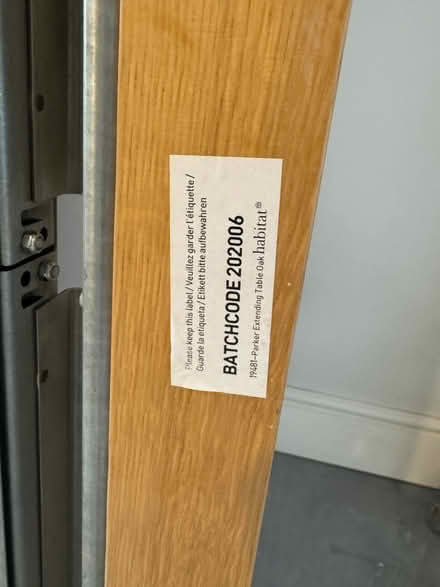 Please keep this label / Veuillez garder l'étiquette /
Guarde la etiqueta / Etikett bitte aufbewahren
BATCHCODE 202006
19481-Parker Extending Table Oak habitat®